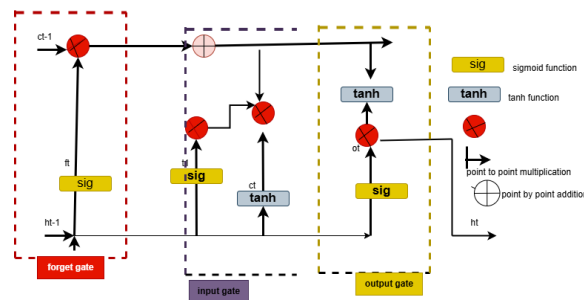 ct-1
sig
sigmoid function
tanh
tanh
tanh function
ot
ft
sig
sig
ct
tanh
sig
point to point multiplication
point by point addition
ht-1
ht
forget gate
input gate
output gate